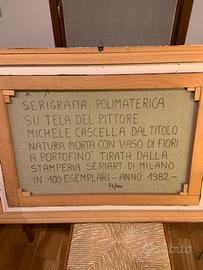 SERIGRAFIA POLIMATERICA
SU TELA DEL PITTORE
MICHELE CASCELLA DAL TITOLO
NATURA MORTA CON VASO DI FIORI
A PORTOFINO" TIRATA DALLA
STAMPERIA SERIART DI MILANO
IN 100 ESEMPLARI - ANNO 1982 -
subito